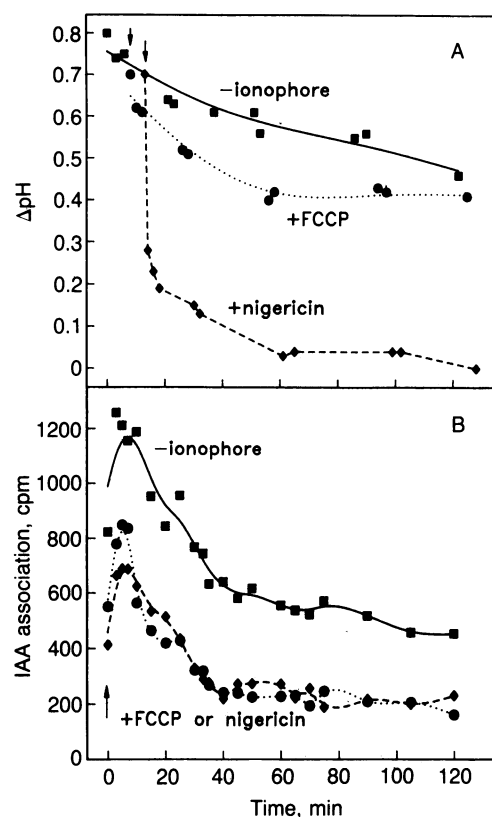 A
ΔpH
0.8
0.7
0.6
0.5
0.4
0.3
0.2
0.1
0
−ionophore
+FCCP
+nigericin
B
IAA association, cpm
1200
1000
800
600
400
200
0
−ionophore
+FCCP or nigericin
0 20 40 60 80 100 120
Time, min